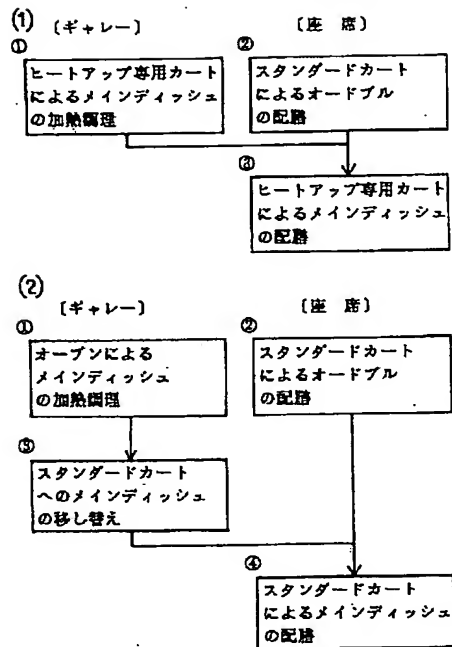 (1)
〔ギャレー〕 〔座 席〕
① ②
ヒートアップ専用カート
によるメインディッシュ
の加熱調理
スタンダードカート
によるオードブル
の配膳
③
ヒートアップ専用カート
によるメインディッシュ
の配膳
(2)
〔ギャレー〕 〔座 席〕
① ②
オーブンによる
メインディッシュ
の加熱調理
スタンダードカート
によるオードブル
の配膳
③
スタンダードカート
へのメインディッシュ
の移し替え
④
スタンダードカート
によるメインディッシュ
の配膳